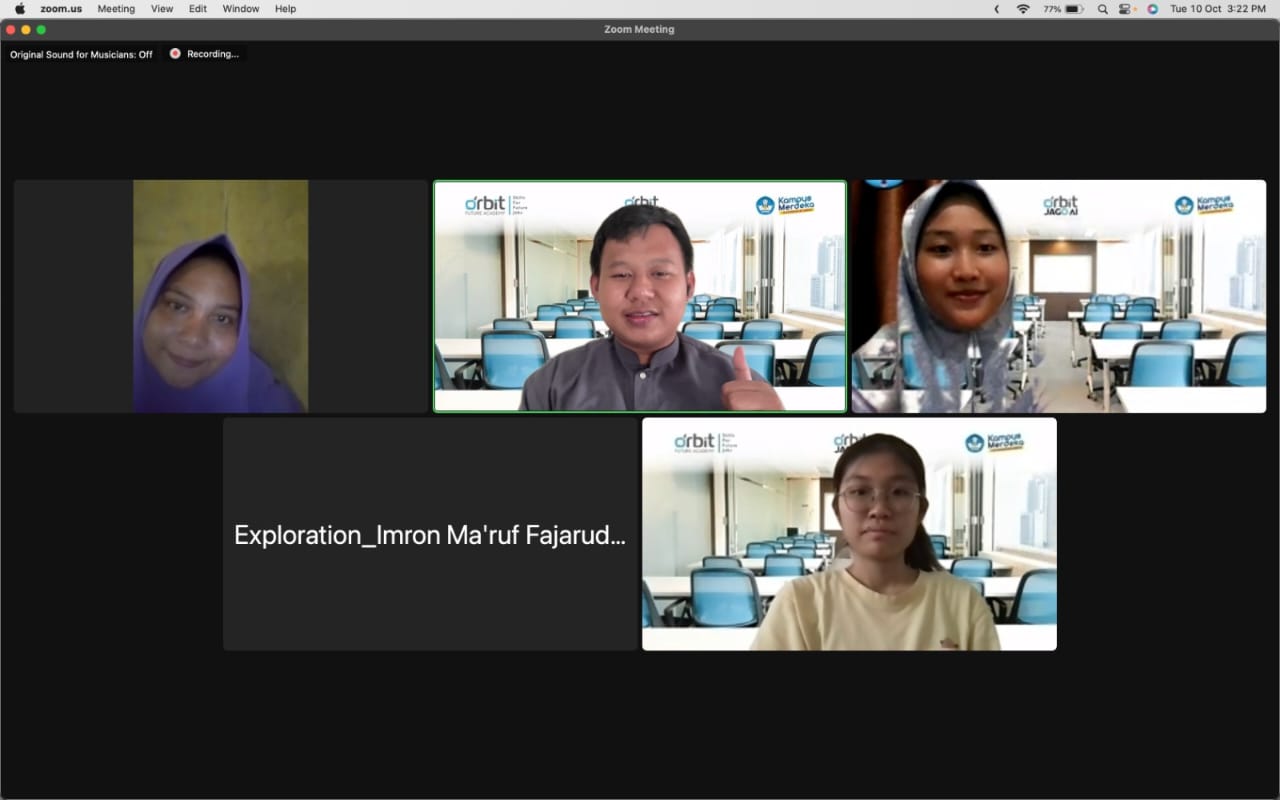 zoom.us Meeting View Edit Window Help 77% Tue 10 Oct 3:22 PM
Zoom Meeting
Original Sound for Musicians: Off Recording...
orbit
FUTURE ACADEMY
Skills
For
Future
Jobs
orbit
Kampus
Merdeka
orbit
JAGO AI
Kampus
Merdeka
Exploration_Imron Ma'ruf Fajarud...
orbit
FUTURE ACADEMY
Skills
For
Future
Jobs
orbit
Kampus
Merdeka